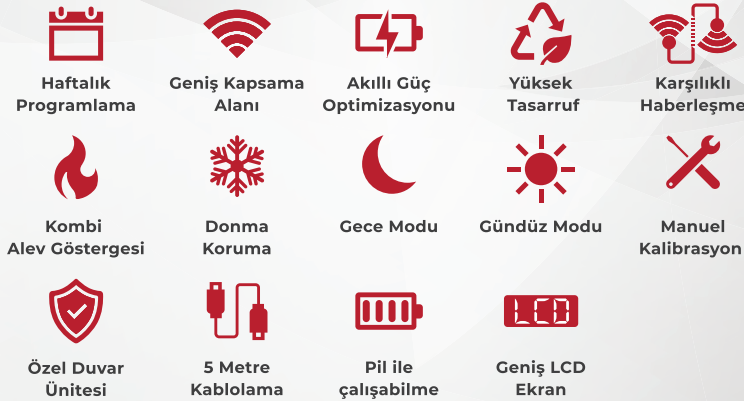 Haftalık
Programlama
Geniş Kapsama
Alanı
Akıllı Güç
Optimizasyonu
Yüksek
Tasarruf
Karşılıklı
Haberleşme
Kombi
Alev Göstergesi
Donma
Koruma
Gece Modu
Gündüz Modu
Manuel
Kalibrasyon
Özel Duvar
Ünitesi
5 Metre
Kablolama
Pil ile
çalışabilme
LCD
Geniş LCD
Ekran